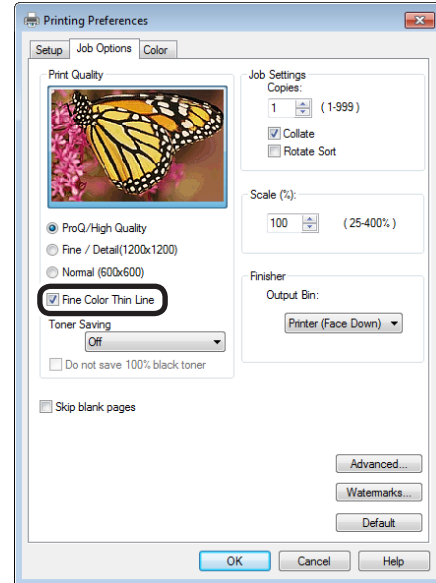 Printing Preferences
Setup Job Options Color
Print Quality
ProQ/High Quality
Fine / Detail(1200x1200)
Normal (600x600)
Fine Color Thin Line
Toner Saving
Off
Do not save 100% black toner
Skip blank pages
Job Settings
Copies:
1 ( 1-999 )
Collate
Rotate Sort
Scale (%):
100 ( 25-400% )
Finisher
Output Bin:
Printer (Face Down)
Advanced...
Watermarks...
Default
OK Cancel Help